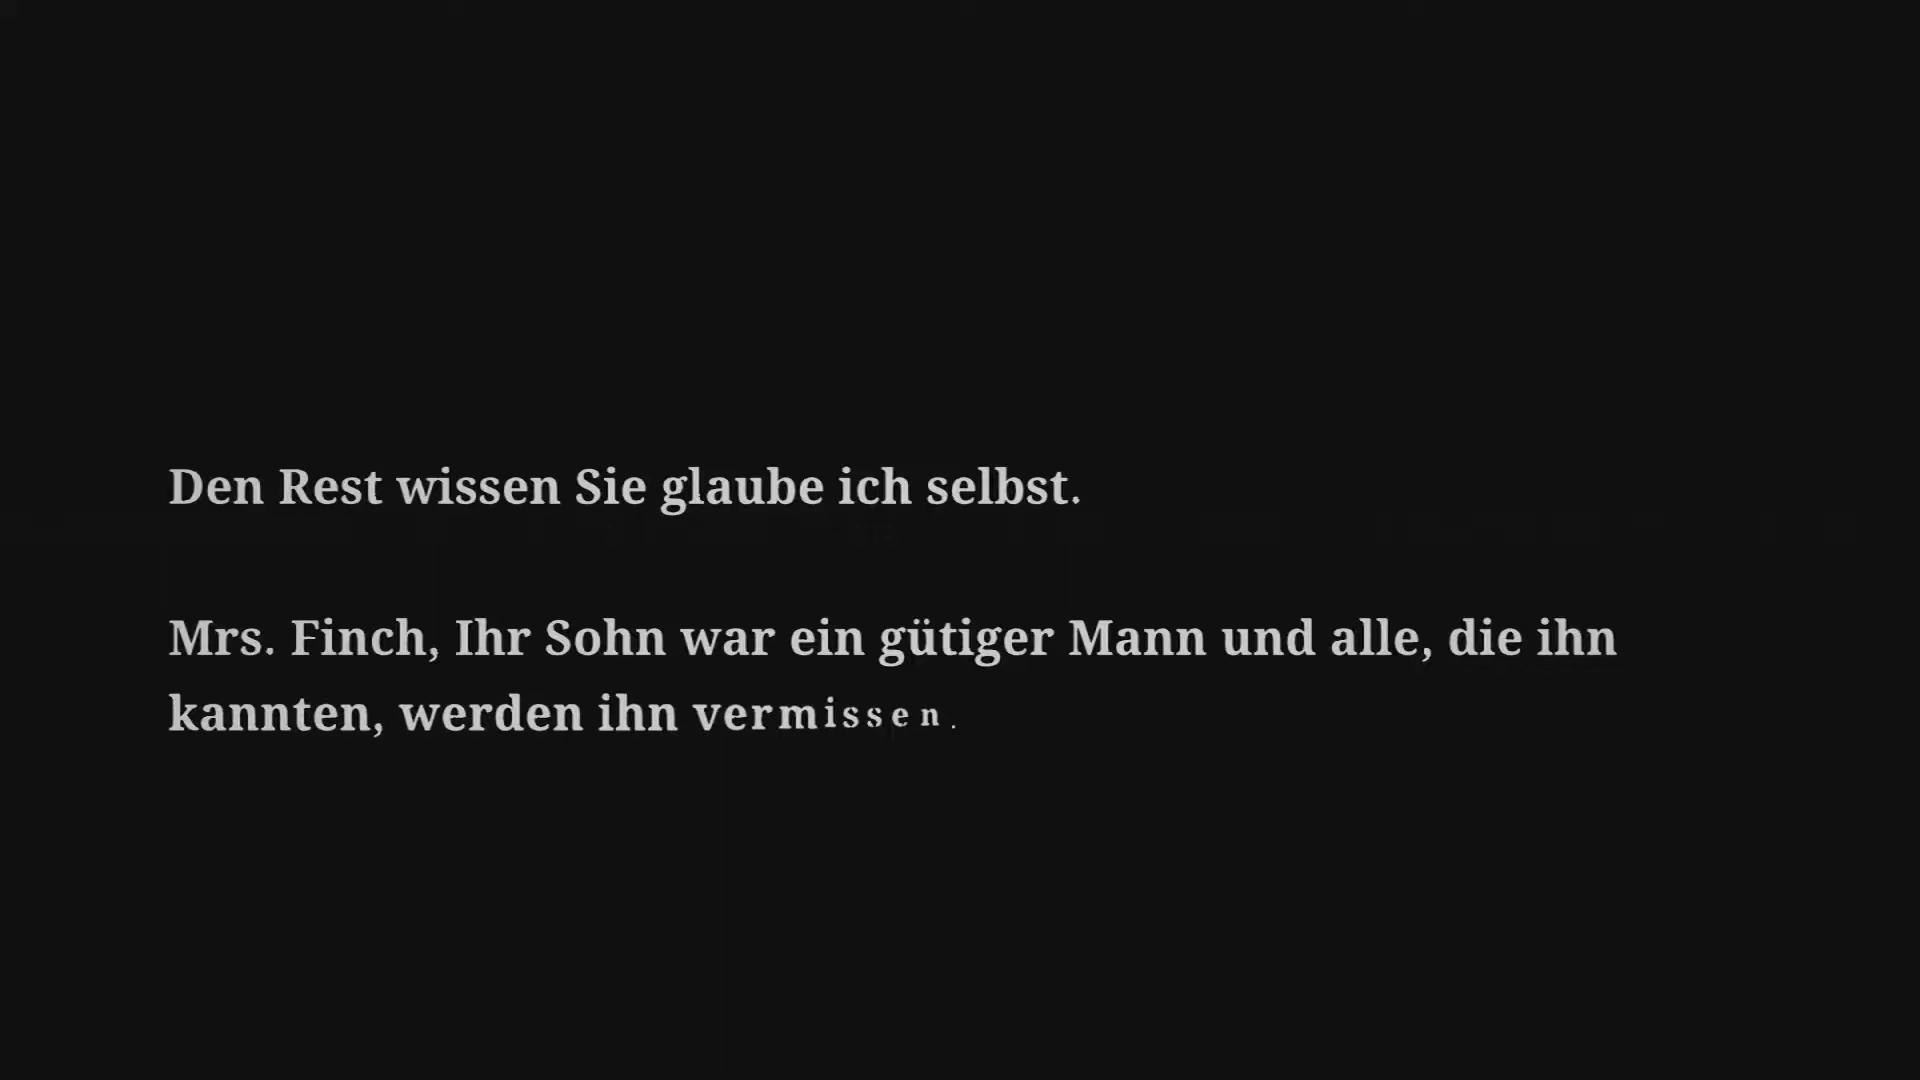 Den Rest wissen Sie glaube ich selbst.
Mrs. Finch, Ihr Sohn war ein gütiger Mann und alle, die ihn
kannten, werden ihn vermissen.